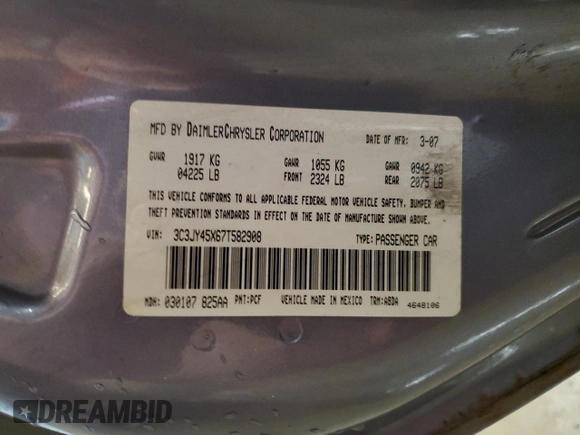 MFD BY DAIMLERCHRYSLER CORPORATION DATE OF MFR: 3-07
GVWR 1917 KG GAWR 1055 KG GAWR 0942 KG
04225 LB FRONT 2324 LB REAR 2075 LB
THIS VEHICLE CONFORMS TO ALL APPLICABLE FEDERAL MOTOR VEHICLE SAFETY, BUMPER AND
THEFT PREVENTION STANDARDS IN EFFECT ON THE DATE OF MANUFACTURE SHOWN ABOVE.
VIN: 3C3JY45X67T582908 TYPE: PASSENGER CAR
MDH: 030107 825AA PNT: PCF VEHICLE MADE IN MEXICO TRM: ABDA
4648106
DREAMBID